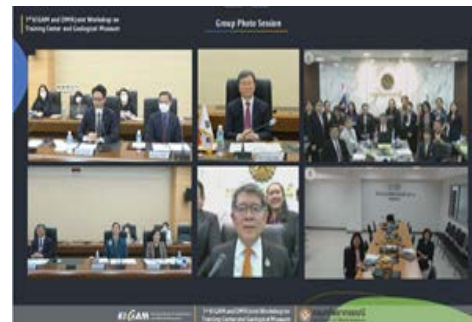 1st KIGAM and DMR Joint Workshop on
Training Center and Geological Museum
Group Photo Session
KIGAM
1st KIGAM and DMR Joint Workshop on
Training Center and Geological Museum